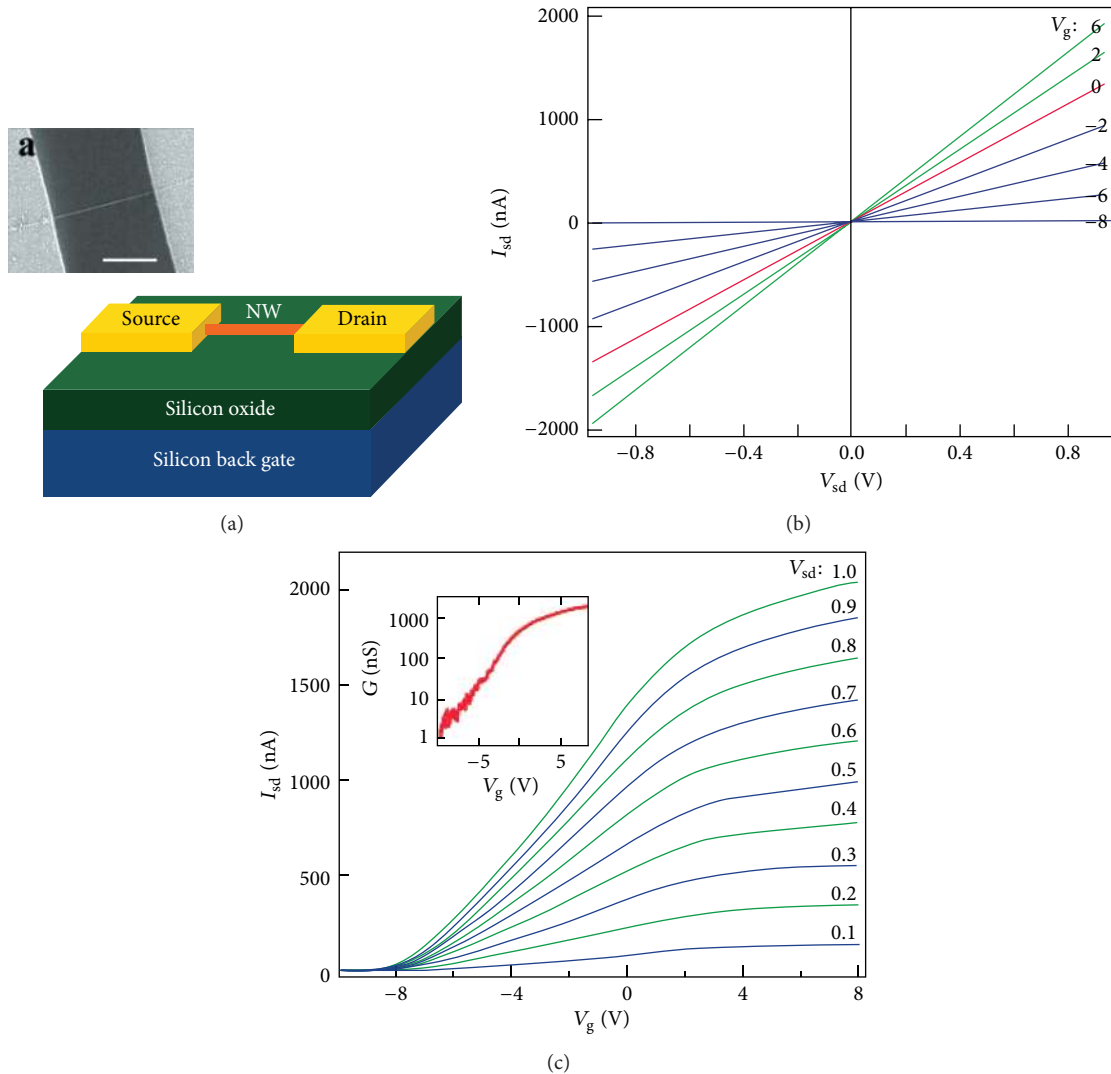 a
Source
NW
Drain
Silicon oxide
Silicon back gate
(a)
2000
1000
0
−1000
−2000
I_sd (nA)
V_g: 6
2
0
−2
−4
−6
−8
−0.8 −0.4 0.0 0.4 0.8
V_sd (V)
(b)
2000
1500
1000
500
0
I_sd (nA)
V_sd: 1.0
0.9
0.8
0.7
0.6
0.5
0.4
0.3
0.2
0.1
1000
100
10
1
G (nS)
−5 5
V_g (V)
−8 −4 0 4 8
V_g (V)
(c)